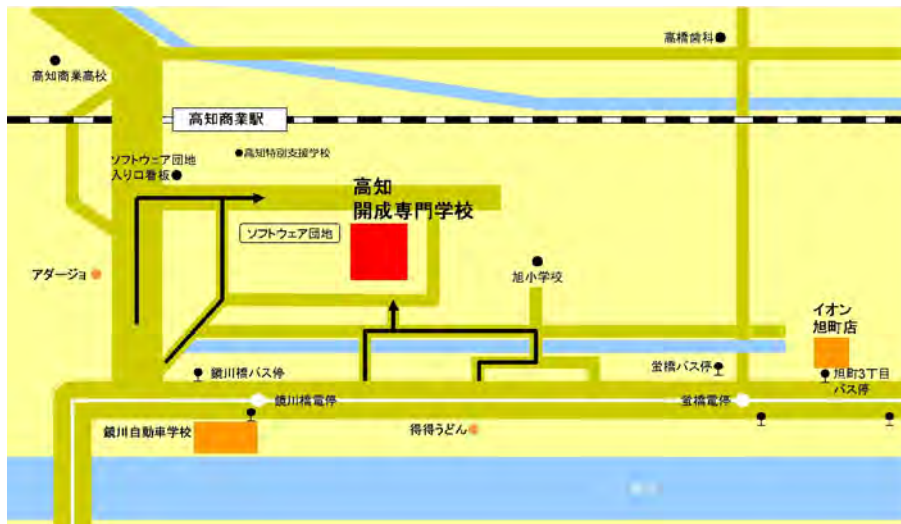 高橋歯科
高知商業高校
高知商業駅
高知特別支援学校
ソフトウェア団地
入り口看板
高知
開成専門学校
ソフトウェア団地
旭小学校
アダージョ
イオン
旭町店
鏡川橋バス停
蛍橋バス停
旭町3丁目
バス停
鏡川橋電停
蛍橋電停
鏡川自動車学校
得得うどん